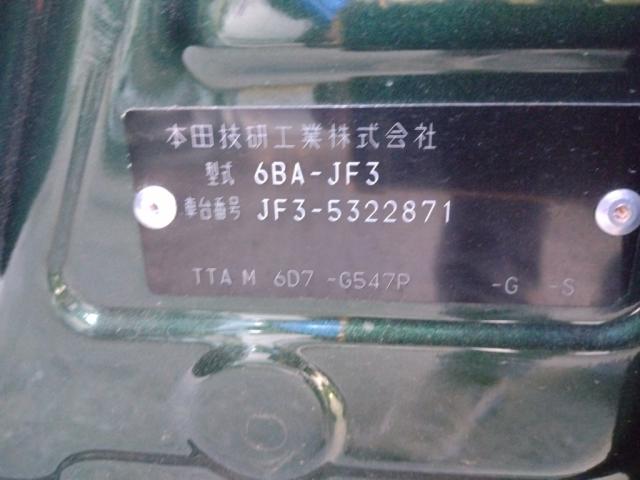 本田技研工業株式会社
型式 6BA-JF3
車台番号 JF3-5322871
TTA M 6D7 -G547P -G -S